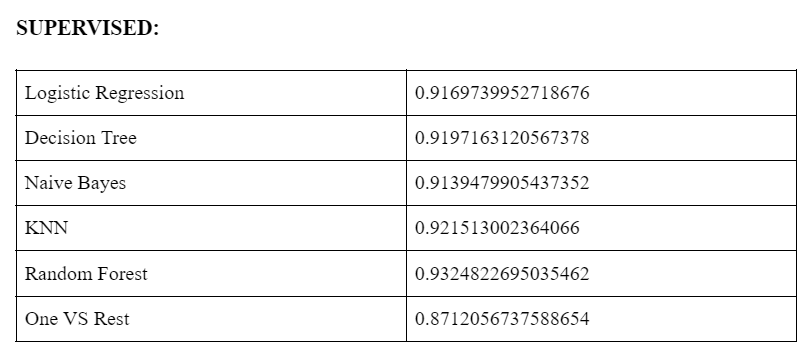 SUPERVISED:
Logistic Regression 0.9169739952718676
Decision Tree 0.9197163120567378
Naive Bayes 0.9139479905437352
KNN 0.921513002364066
Random Forest 0.9324822695035462
One VS Rest 0.8712056737588654